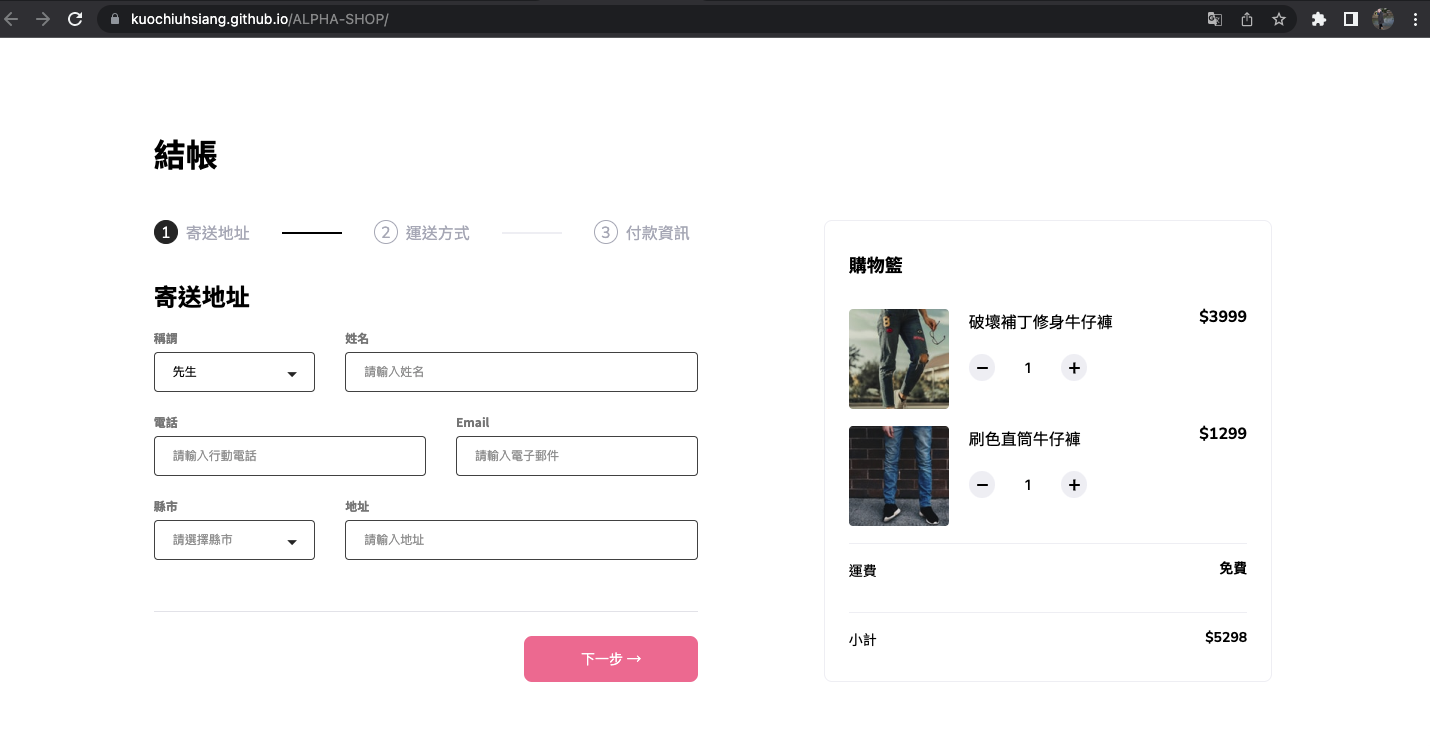 kuochiuhsiang.github.io/ALPHA-SHOP/
結帳
1 寄送地址
2 運送方式
3 付款資訊
寄送地址
稱謂
姓名
先生
請輸入姓名
電話
Email
請輸入行動電話
請輸入電子郵件
縣市
地址
請選擇縣市
請輸入地址
下一步 →
購物籃
破壞補丁修身牛仔褲
$3999
− 1 +
刷色直筒牛仔褲
$1299
− 1 +
運費
免費
小計
$5298